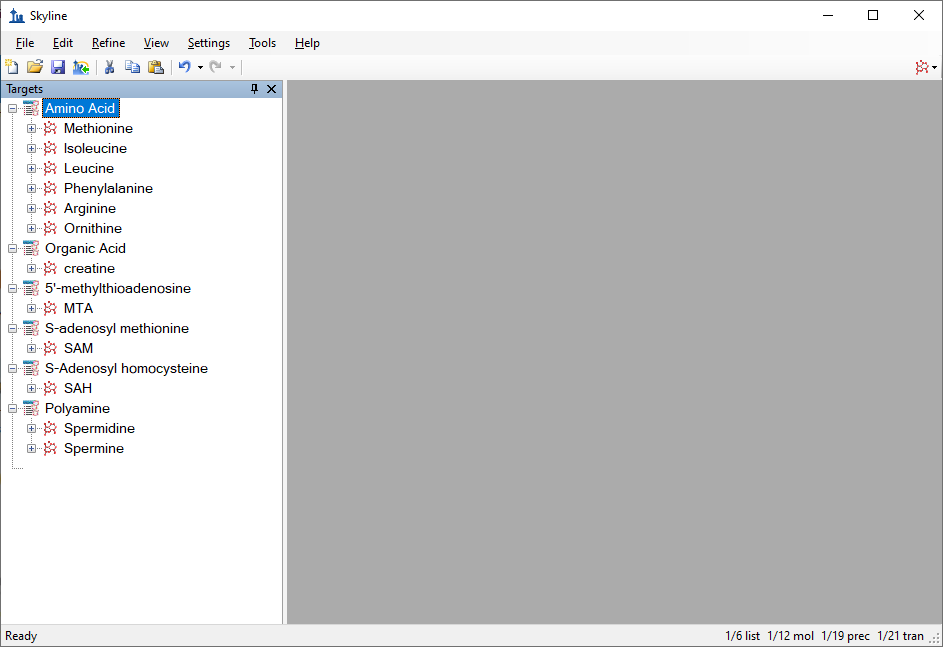 Skyline
File Edit Refine View Settings Tools Help
Targets
Amino Acid
Methionine
Isoleucine
Leucine
Phenylalanine
Arginine
Ornithine
Organic Acid
creatine
5'-methylthioadenosine
MTA
S-adenosyl methionine
SAM
S-Adenosyl homocysteine
SAH
Polyamine
Spermidine
Spermine
Ready 1/6 list 1/12 mol 1/19 prec 1/21 tran